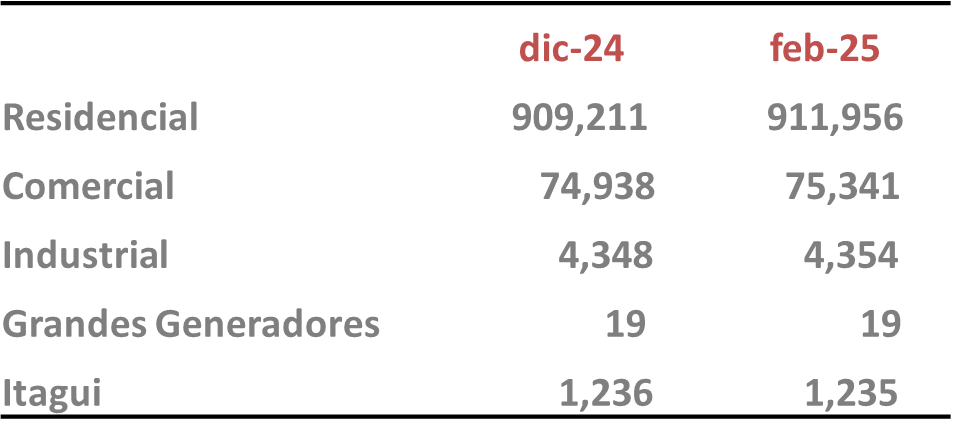 dic-24 feb-25
Residencial 909,211 911,956
Comercial 74,938 75,341
Industrial 4,348 4,354
Grandes Generadores 19 19
Itagui 1,236 1,235